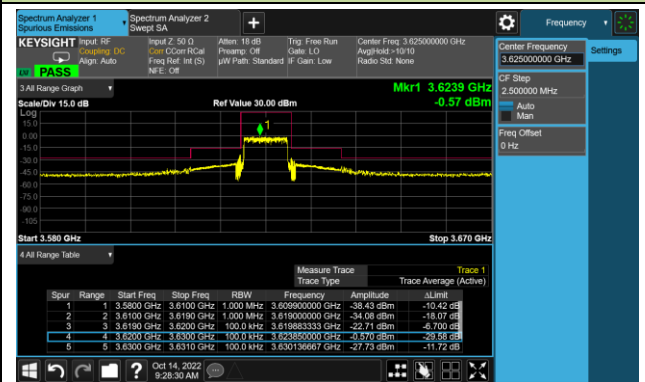 Spectrum Analyzer 1
Spurious Emissions
Spectrum Analyzer 2
Swept SA
Frequency
KEYSIGHT
Input: RF
Coupling: DC
Align: Auto
Input Z: 50 Ω
Corr CCorr RCal
Freq Ref: Int (S)
NFE: Off
Atten: 18 dB
Preamp: Off
µW Path: Standard
Trig: Free Run
Gate: LO
IF Gain: Low
Center Freq: 3.625000000 GHz
Avg|Hold:>10/10
Radio Std: None
PASS
Center Frequency
3.625000000 GHz
Settings
CF Step
2.500000 MHz
Auto
Man
Freq Offset
0 Hz
3 All Range Graph
Mkr1 3.6239 GHz
Scale/Div 15.0 dB
Ref Value 30.00 dBm
-0.57 dBm
Log
15.0
0.00
-15.0
-30.0
-45.0
-60.0
-75.0
-90.0
-105
1
Start 3.580 GHz
Stop 3.670 GHz
4 All Range Table
Measure Trace Trace 1
Trace Type Trace Average (Active)
Spur Range Start Freq Stop Freq RBW Frequency Amplitude ΔLimit
1 1 3.5800 GHz 3.6100 GHz 1.000 MHz 3.609900000 GHz -38.43 dBm -10.42 dB
2 2 3.6100 GHz 3.6190 GHz 1.000 MHz 3.619000000 GHz -34.08 dBm -18.07 dB
3 3 3.6190 GHz 3.6200 GHz 100.0 kHz 3.619883333 GHz -22.71 dBm -6.700 dB
4 4 3.6200 GHz 3.6300 GHz 100.0 kHz 3.623850000 GHz -0.570 dBm -29.58 dB
5 5 3.6300 GHz 3.6310 GHz 100.0 kHz 3.630136667 GHz -27.73 dBm -11.72 dB
Oct 14, 2022
9:28:30 AM